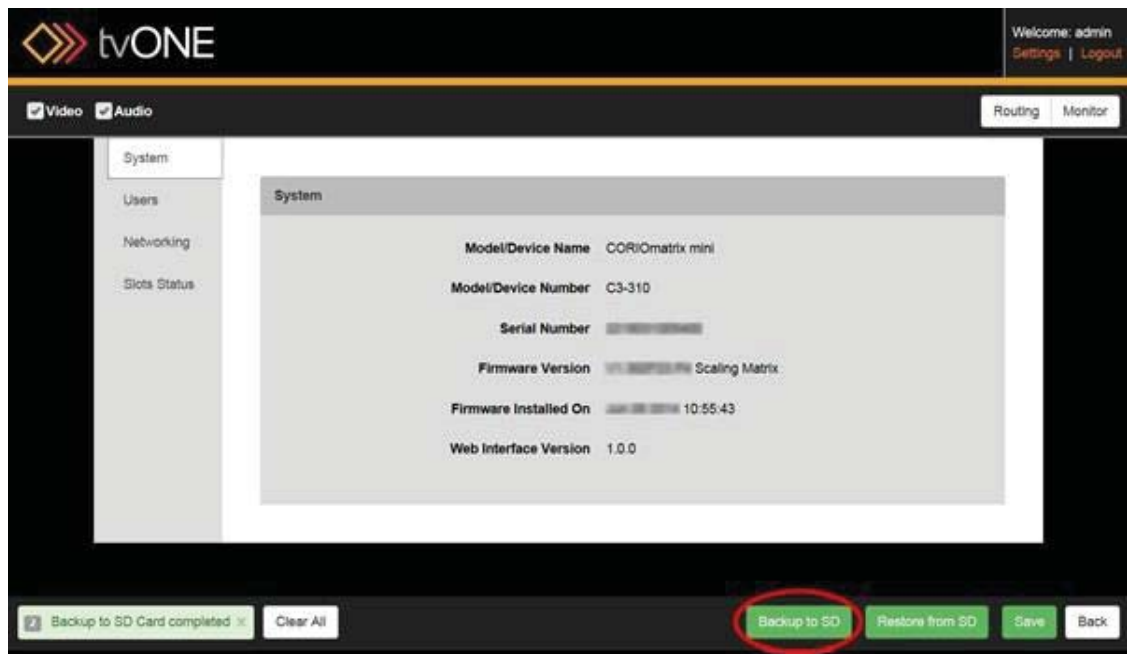 tvONE
Welcome: admin
Settings | Logout
Video Audio
Routing Monitor
System
Users
Networking
Slots Status
System
Model/Device Name CORIOmatrix mini
Model/Device Number C3-310
Serial Number
Firmware Version Scaling Matrix
Firmware Installed On 10:55:43
Web Interface Version 1.0.0
Backup to SD Card completed ×
Clear All
Backup to SD
Restore from SD
Save
Back